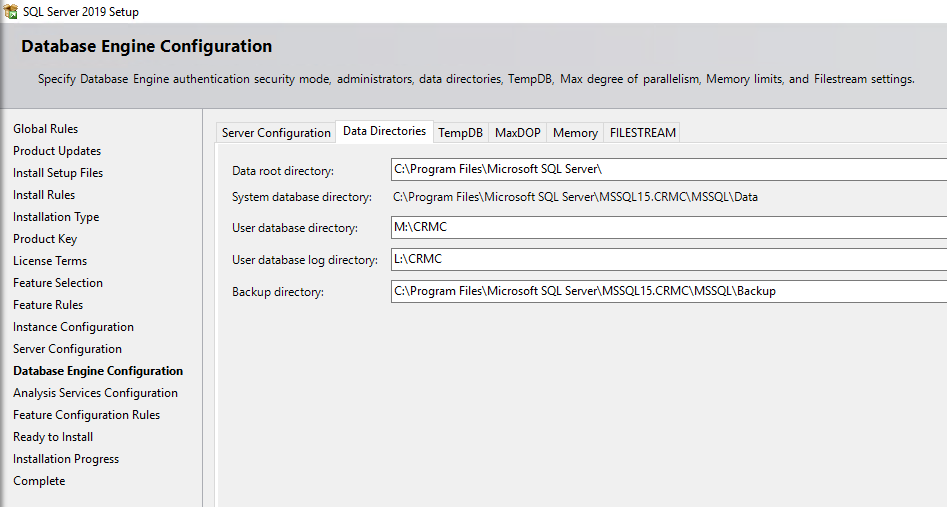 SQL Server 2019 Setup
Database Engine Configuration
Specify Database Engine authentication security mode, administrators, data directories, TempDB, Max degree of parallelism, Memory limits, and Filestream settings.
Global Rules
Product Updates
Install Setup Files
Install Rules
Installation Type
Product Key
License Terms
Feature Selection
Feature Rules
Instance Configuration
Server Configuration
Database Engine Configuration
Analysis Services Configuration
Feature Configuration Rules
Ready to Install
Installation Progress
Complete
Server Configuration Data Directories TempDB MaxDOP Memory FILESTREAM
Data root directory: C:\Program Files\Microsoft SQL Server\
System database directory: C:\Program Files\Microsoft SQL Server\MSSQL15.CRMC\MSSQL\Data
User database directory: M:\CRMC
User database log directory: L:\CRMC
Backup directory: C:\Program Files\Microsoft SQL Server\MSSQL15.CRMC\MSSQL\Backup